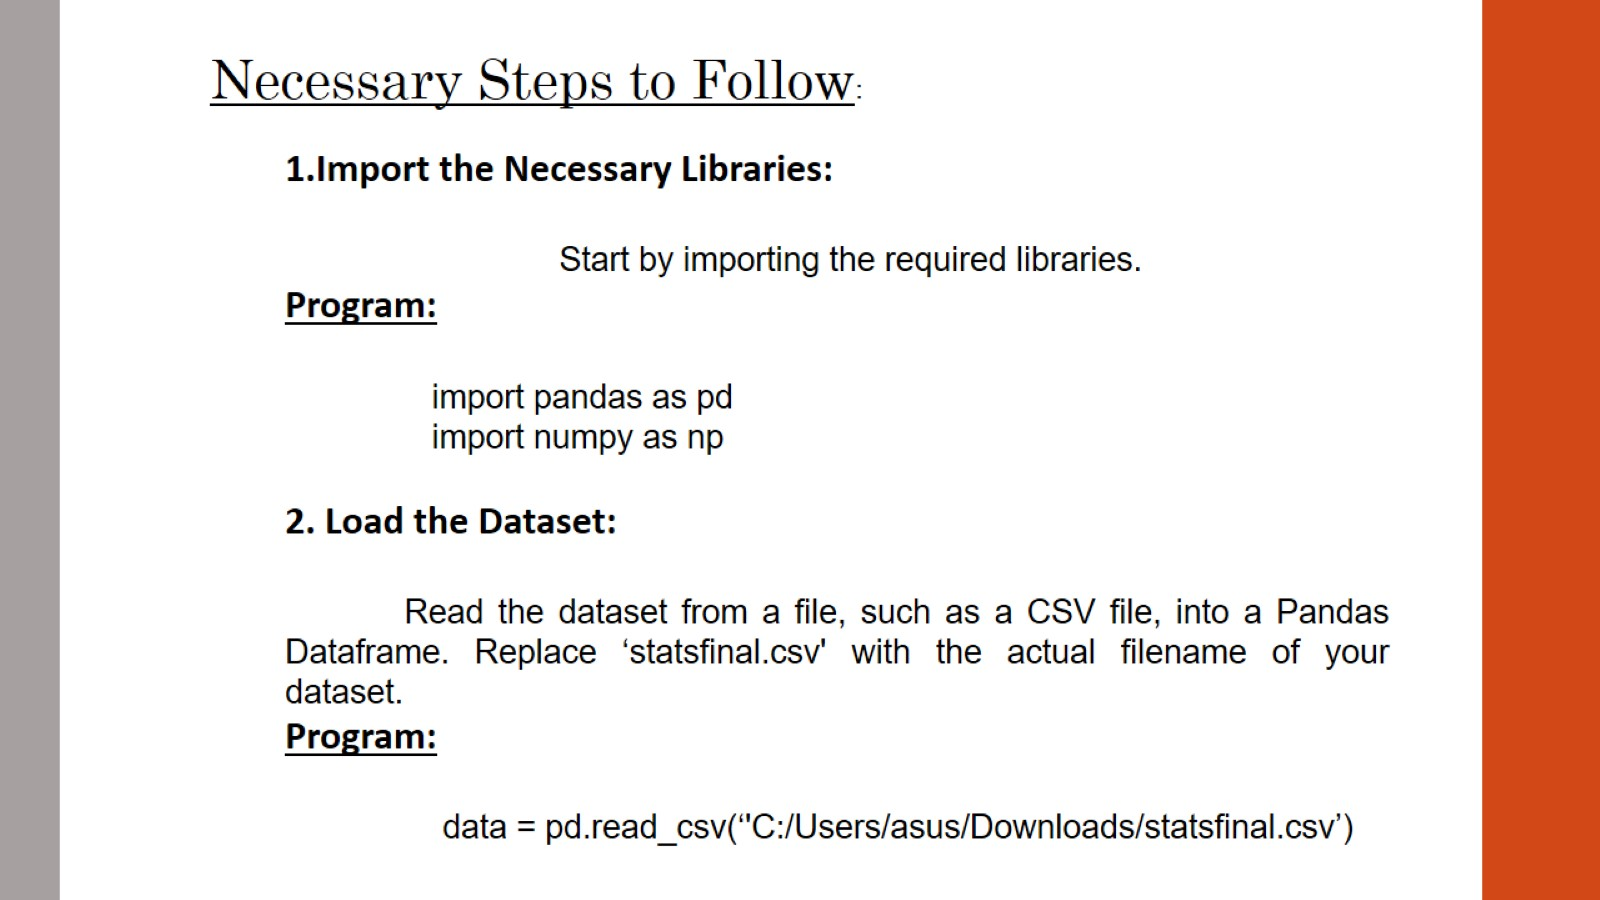 Necessary Steps to Follow:
1.Import the Necessary Libraries:
Start by importing the required libraries.
Program:
import pandas as pd
import numpy as np
2. Load the Dataset:
Read the dataset from a file, such as a CSV file, into a Pandas
Dataframe. Replace ‘statsfinal.csv' with the actual filename of your
dataset.
Program:
data = pd.read_csv(‘'C:/Users/asus/Downloads/statsfinal.csv’)